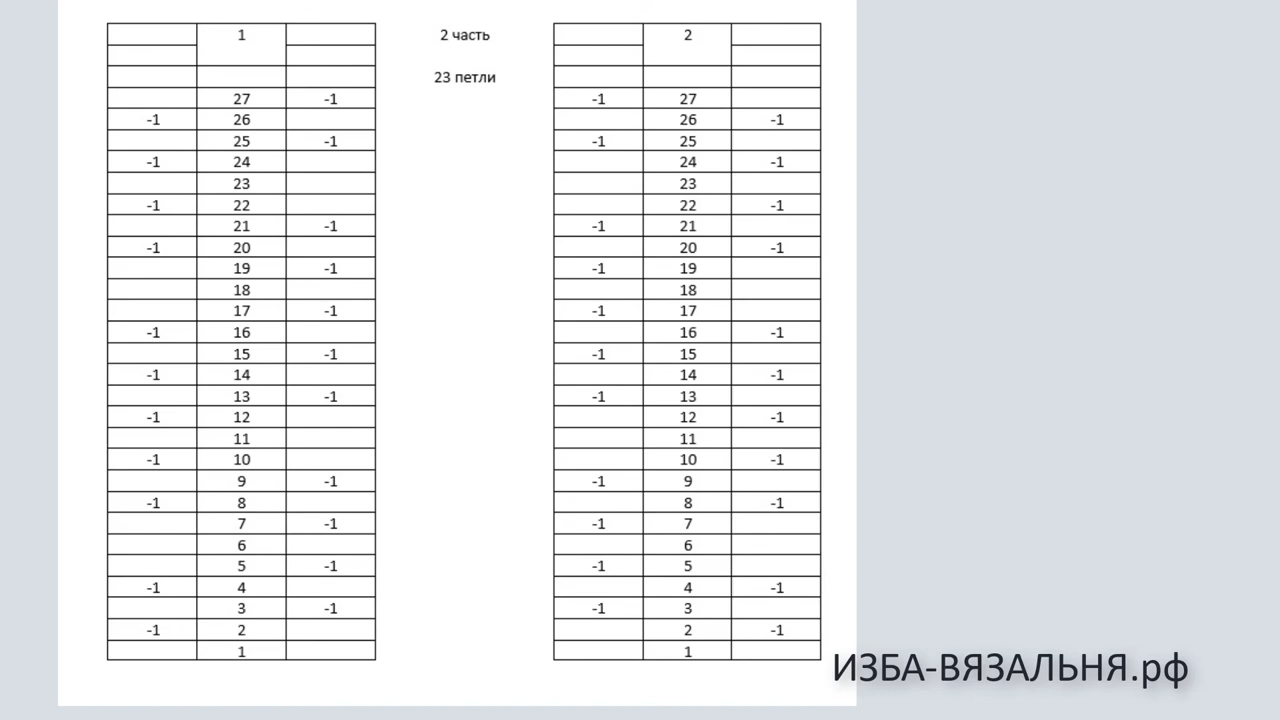 1 2 часть 2
23 петли
27 -1 -1 27
-1 26 26 -1
25 -1 -1 25
-1 24 24 -1
23 23
-1 22 22 -1
21 -1 -1 21
-1 20 20 -1
19 -1 -1 19
18 18
17 -1 -1 17
-1 16 16 -1
15 -1 -1 15
-1 14 14 -1
13 -1 -1 13
-1 12 12 -1
11 11
-1 10 10 -1
9 -1 -1 9
-1 8 8 -1
7 -1 -1 7
6 6
5 -1 -1 5
-1 4 4 -1
3 -1 -1 3
-1 2 2 -1
1 1
ИЗБА-ВЯЗАЛЬНЯ.рф